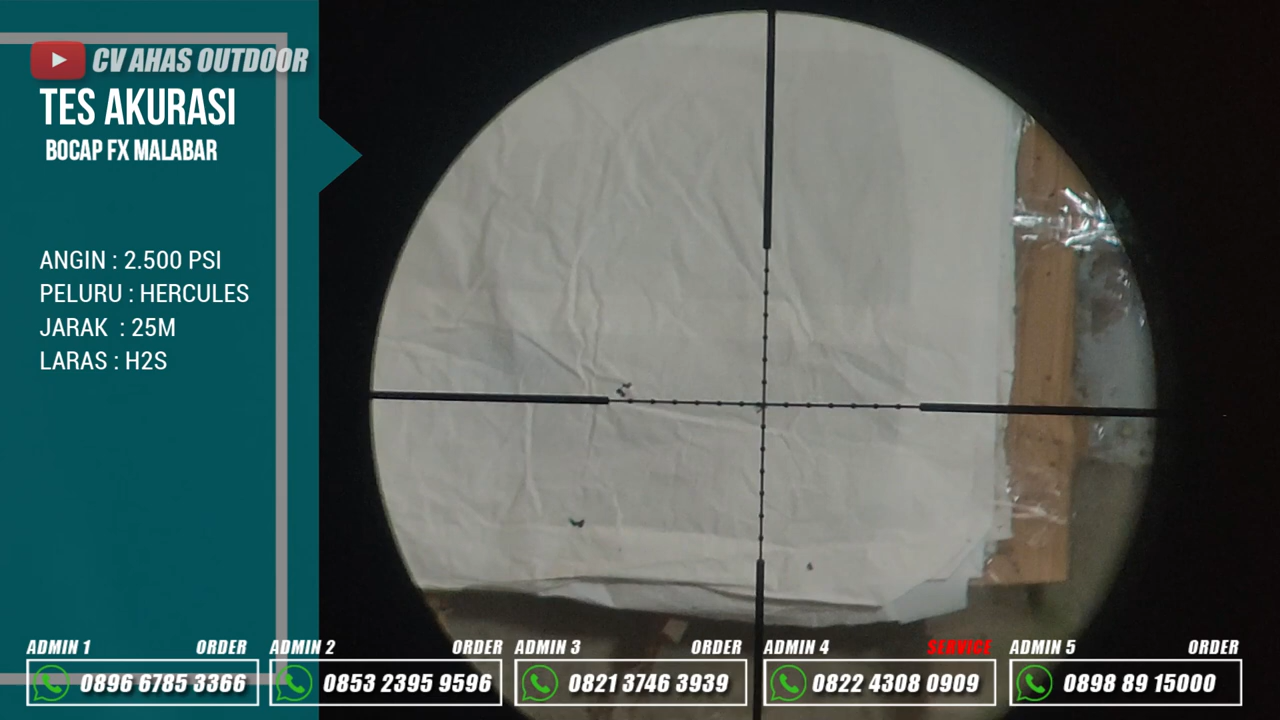 CV AHAS OUTDOOR
TES AKURASI
BOCAP FX MALABAR
ANGIN : 2.500 PSI
PELURU : HERCULES
JARAK : 25M
LARAS : H2S
ADMIN 1 ORDER
0896 6785 3366
ADMIN 2 ORDER
0853 2395 9596
ADMIN 3 ORDER
0821 3746 3939
ADMIN 4 SERVICE
0822 4308 0909
ADMIN 5 ORDER
0898 89 15000